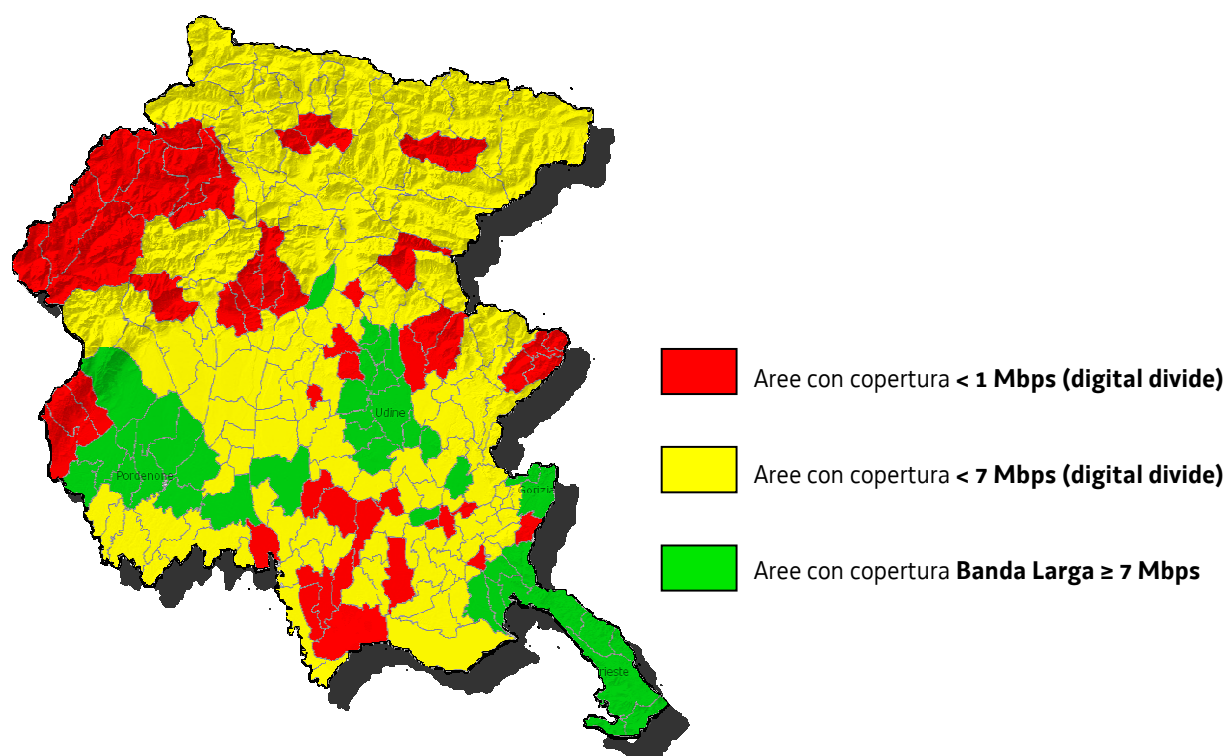 Udine
Pordenone
Aree con copertura < 1 Mbps (digital divide)
Aree con copertura < 7 Mbps (digital divide)
Aree con copertura Banda Larga ≥ 7 Mbps